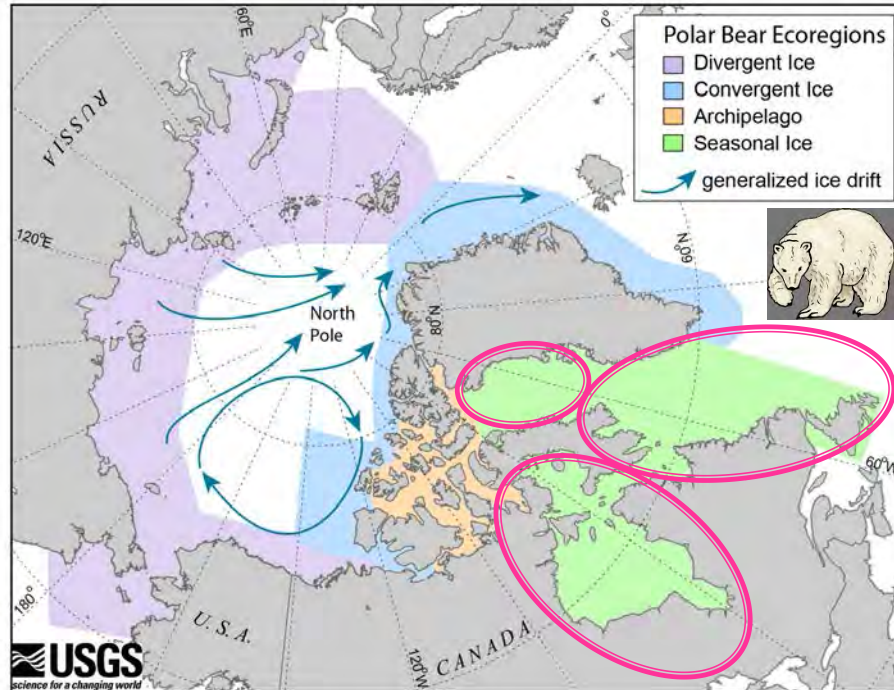 Polar Bear Ecoregions
Divergent Ice
Convergent Ice
Archipelago
Seasonal Ice
generalized ice drift
60°E
0°
RUSSIA
120°E
60°N
North
Pole
80°N
60°W
180°
U.S.A.
120°W
CANADA
USGS
science for a changing world